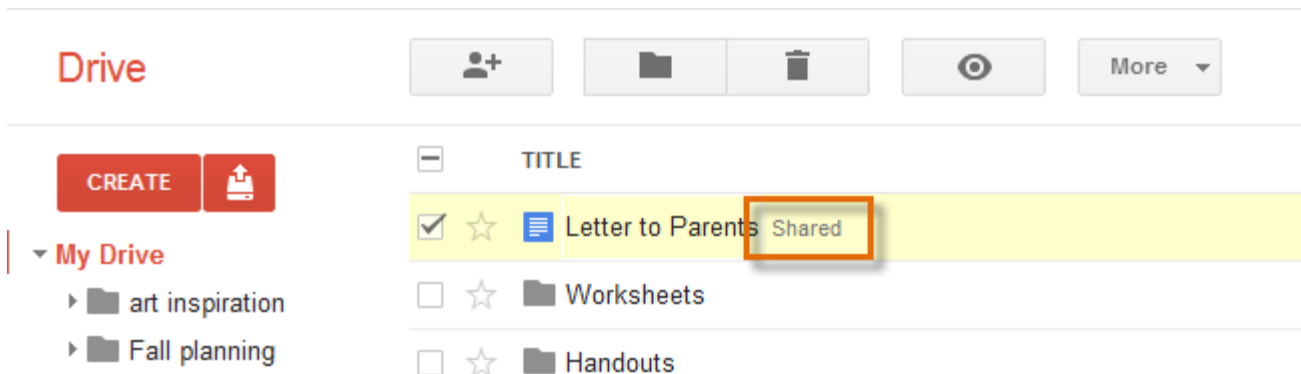 Drive
More
CREATE
TITLE
Letter to Parents Shared
My Drive
Worksheets
art inspiration
Fall planning
Handouts